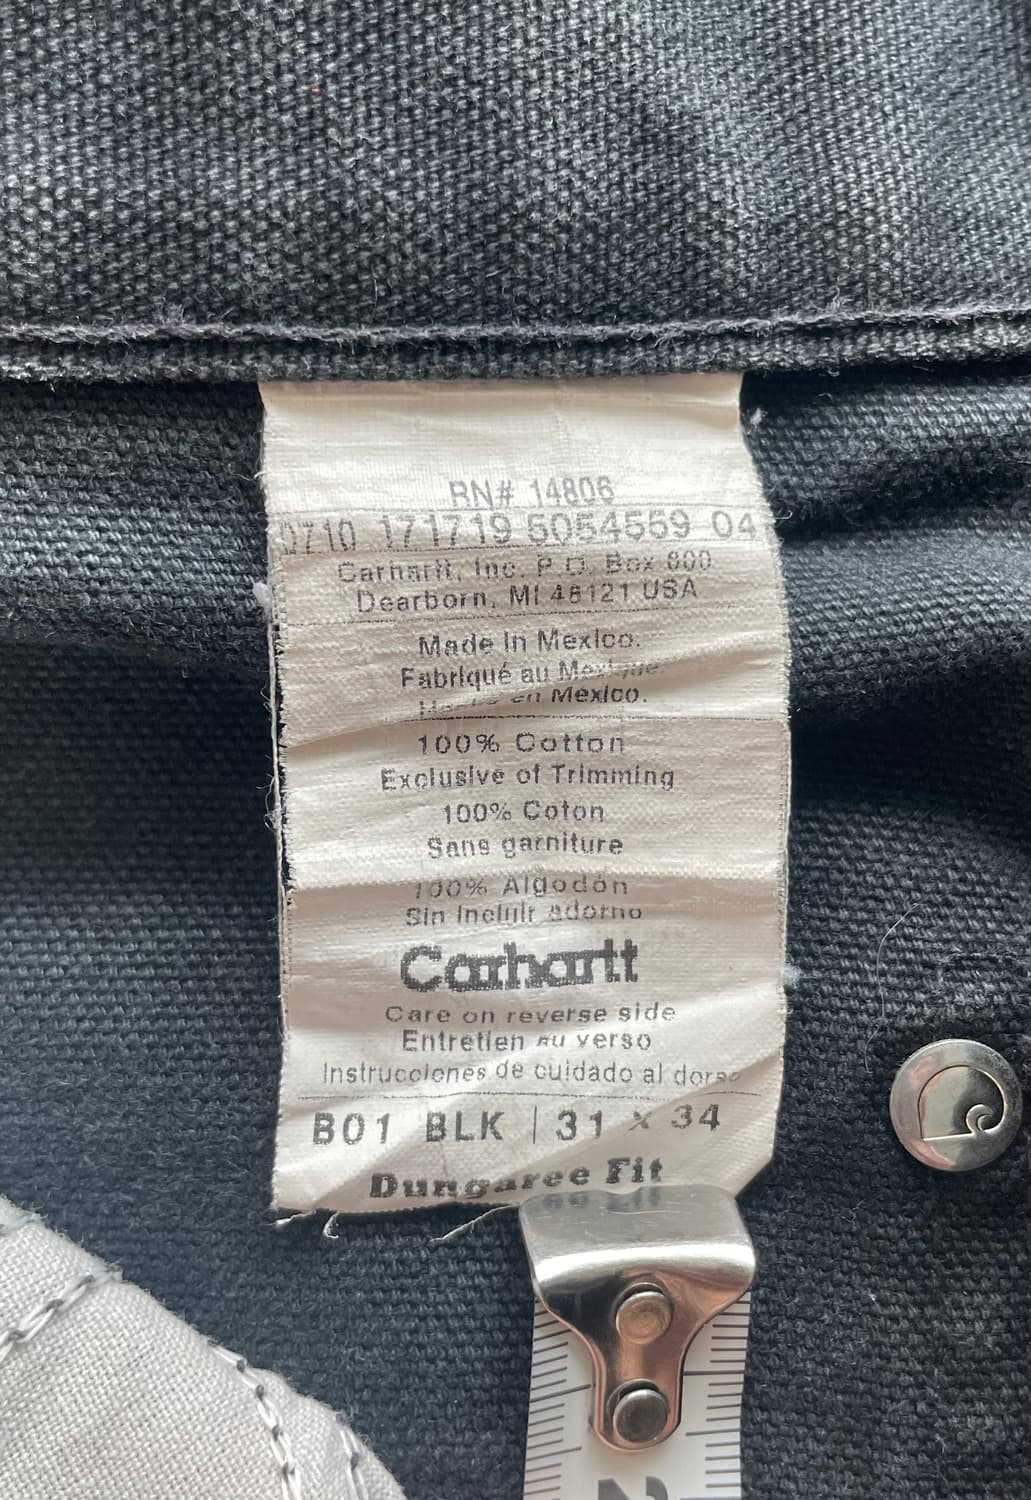 RN# 14806
0710 171719 5054559 04
Carhartt, Inc. P.O. Box 600
Dearborn, MI 48121 USA
Made In Mexico.
Fabriqué au Mexique.
Hecho en Mexico.
100% Cotton
Exclusive of Trimming
100% Coton
Sans garniture
100% Algodón
Sin Incluir adorno
Carhartt
Care on reverse side
Entretien au verso
Instrucciones de cuidado al dorso
B01 BLK | 31 x 34
Dungaree Fit
2